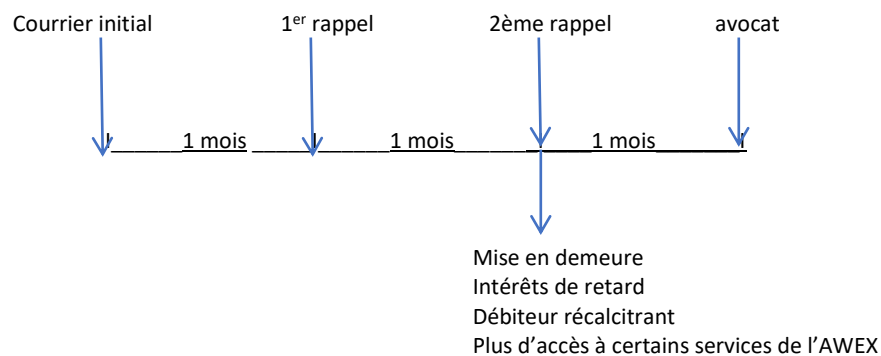 Courrier initial 1er rappel 2ème rappel avocat
1 mois 1 mois 1 mois
Mise en demeure
Intérêts de retard
Débiteur récalcitrant
Plus d’accès à certains services de l’AWEX